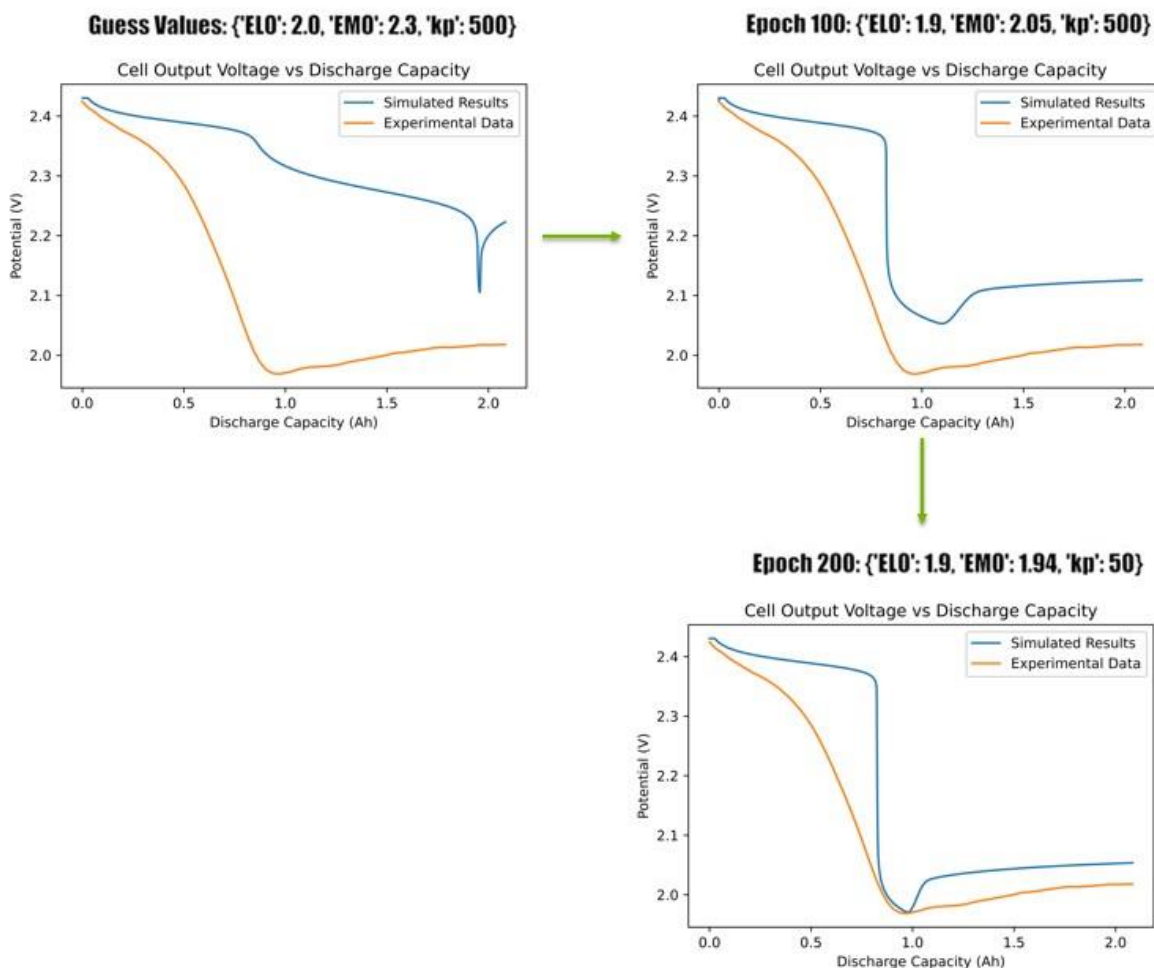 Guess Values: {'EL0': 2.0, 'EM0': 2.3, 'kp': 500}
Cell Output Voltage vs Discharge Capacity
Simulated Results
Experimental Data
2.4
2.3
2.2
2.1
2.0
Potential (V)
0.0 0.5 1.0 1.5 2.0
Discharge Capacity (Ah)
Epoch 100: {'EL0': 1.9, 'EM0': 2.05, 'kp': 500}
Cell Output Voltage vs Discharge Capacity
Simulated Results
Experimental Data
2.4
2.3
2.2
2.1
2.0
Potential (V)
0.0 0.5 1.0 1.5 2.0
Discharge Capacity (Ah)
Epoch 200: {'EL0': 1.9, 'EM0': 1.94, 'kp': 50}
Cell Output Voltage vs Discharge Capacity
Simulated Results
Experimental Data
2.4
2.3
2.2
2.1
2.0
Potential (V)
0.0 0.5 1.0 1.5 2.0
Discharge Capacity (Ah)